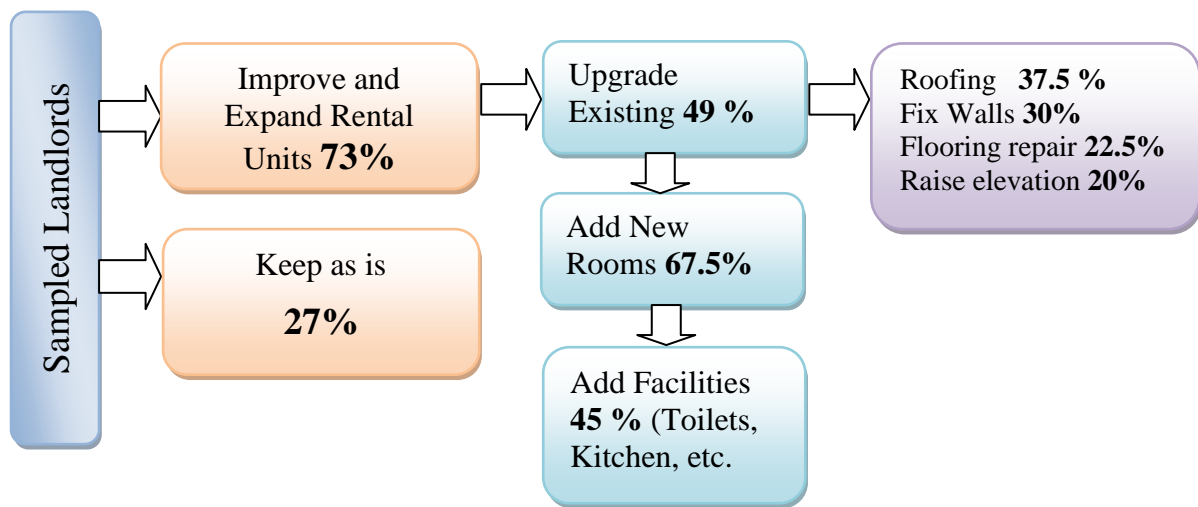 Sampled Landlords
Improve and
Expand Rental
Units 73%
Keep as is
27%
Upgrade
Existing 49 %
Add New
Rooms 67.5%
Add Facilities
45 % (Toilets,
Kitchen, etc.
Roofing 37.5 %
Fix Walls 30%
Flooring repair 22.5%
Raise elevation 20%